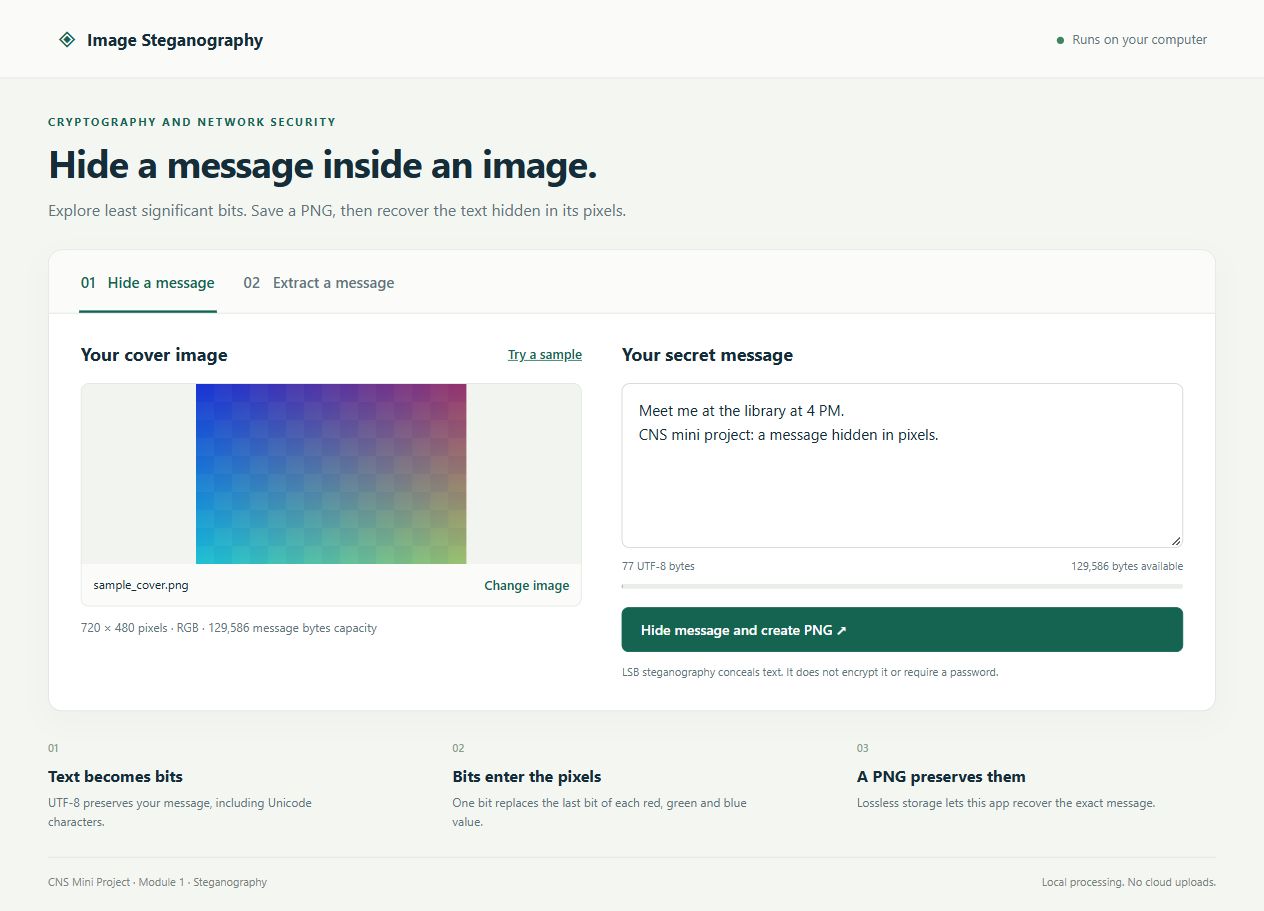 Image Steganography
Runs on your computer
CRYPTOGRAPHY AND NETWORK SECURITY
Hide a message inside an image.
Explore least significant bits. Save a PNG, then recover the text hidden in its pixels.
01 Hide a message
02 Extract a message
Your cover image
Try a sample
sample_cover.png
Change image
720 × 480 pixels · RGB · 129,586 message bytes capacity
Your secret message
Meet me at the library at 4 PM.
CNS mini project: a message hidden in pixels.
77 UTF-8 bytes
129,586 bytes available
Hide message and create PNG ↗
LSB steganography conceals text. It does not encrypt it or require a password.
01
Text becomes bits
UTF-8 preserves your message, including Unicode
characters.
02
Bits enter the pixels
One bit replaces the last bit of each red, green and blue
value.
03
A PNG preserves them
Lossless storage lets this app recover the exact message.
CNS Mini Project · Module 1 · Steganography
Local processing. No cloud uploads.